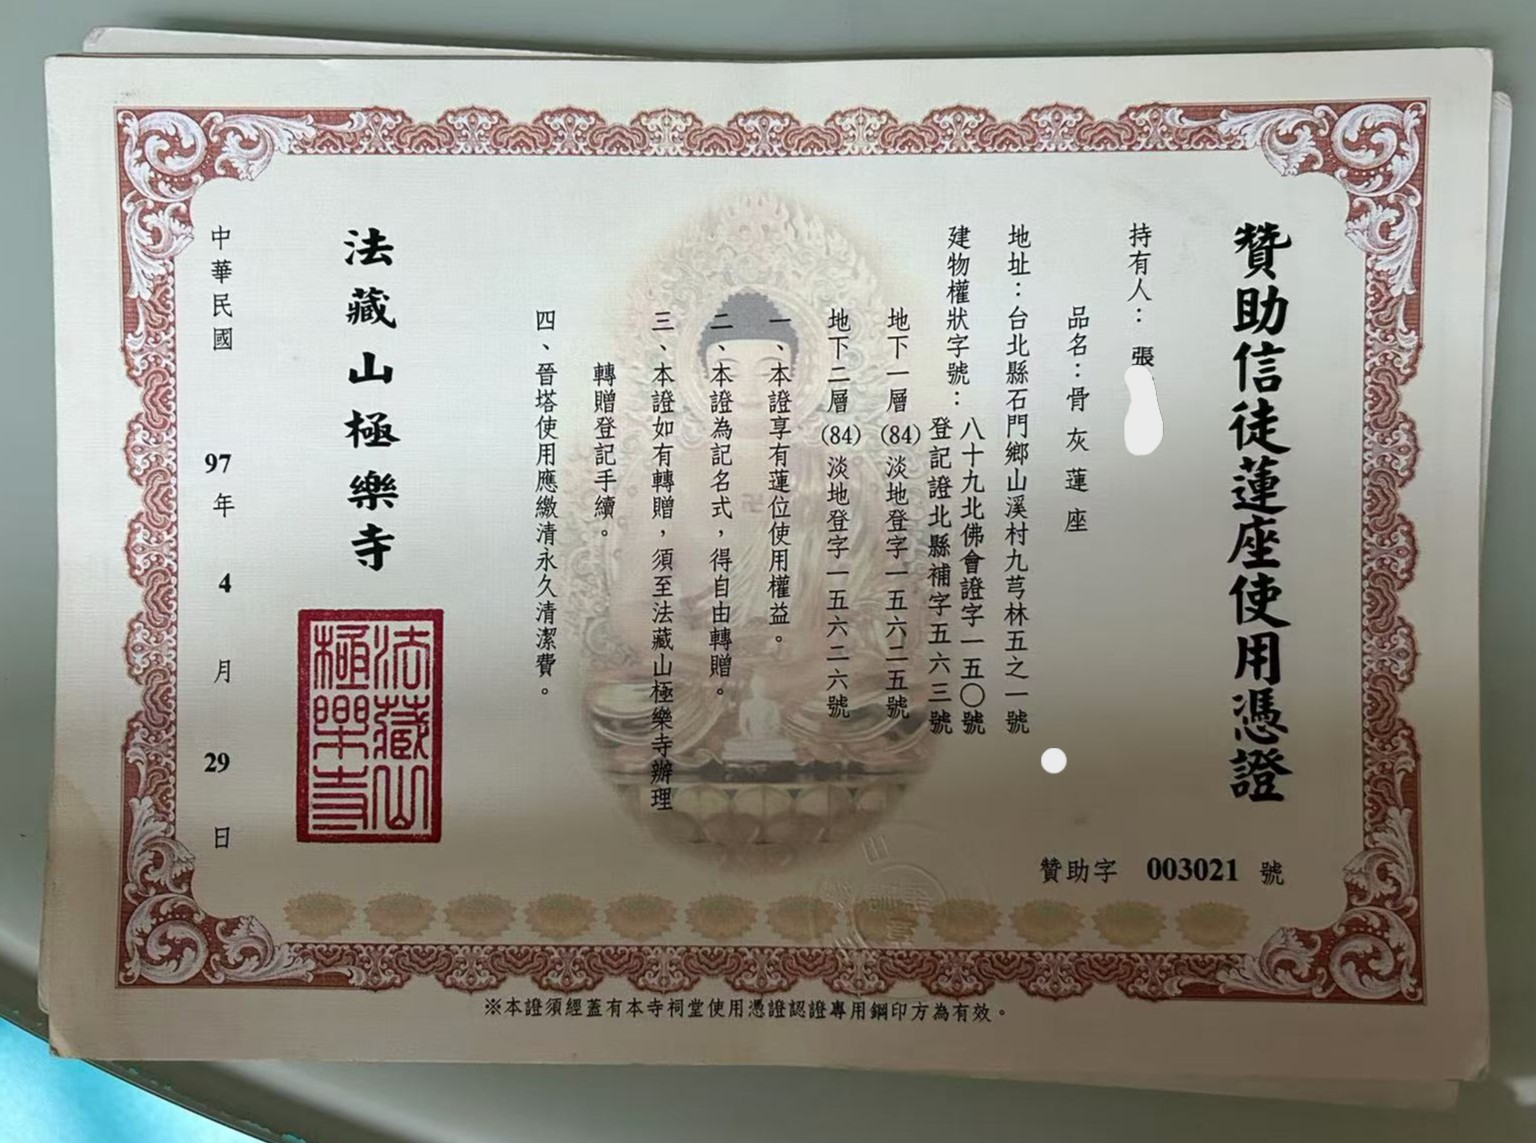 贊助信徒蓮座使用憑證
贊助字 003021 號
持有人：張
品名：骨灰蓮座
地址：台北縣石門鄉山溪村九芎林五之一號
建物權狀字號：八十九北佛會證字一五〇號
登記證北縣補字五六三號
地下一層(84)淡地登字一五六二五號
地下二層(84)淡地登字一五六二六號
一、本證享有蓮位使用權益。
二、本證為記名式，得自由轉贈。
三、本證如有轉贈，須至法藏山極樂寺辦理
轉贈登記手續。
四、晉塔使用應繳清永久清潔費。
法藏山極樂寺
法藏山極樂寺
中華民國 97 年 4 月 29 日
※本證須經蓋有本寺祠堂使用憑證認證專用鋼印方為有效。